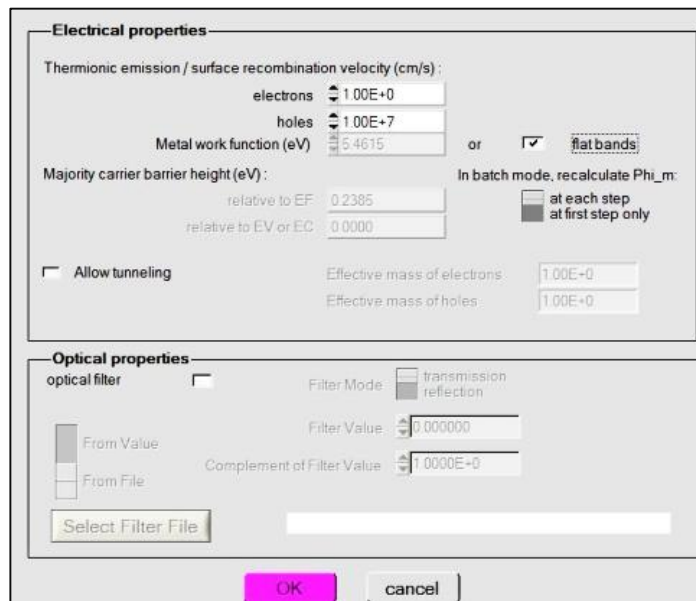 Electrical properties
Thermionic emission / surface recombination velocity (cm/s) :
electrons 1.00E+0
holes 1.00E+7
Metal work function (eV) 5.4615 or flat bands
Majority carrier barrier height (eV) : In batch mode, recalculate Phi_m:
relative to EF 0.2385 at each step
relative to EV or EC 0.0000 at first step only
Allow tunneling Effective mass of electrons 1.00E+0
Effective mass of holes 1.00E+0
Optical properties
optical filter Filter Mode transmission
reflection
Filter Value 0.000000
From Value
Complement of Filter Value 1.0000E+0
From File
Select Filter File
OK cancel